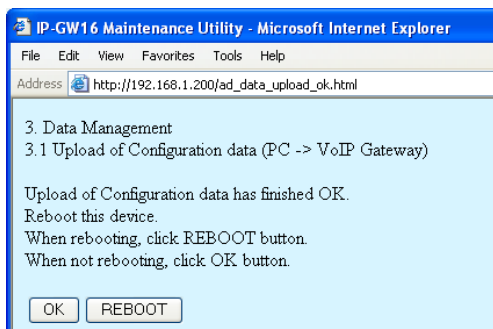 IP-GW16 Maintenance Utility - Microsoft Internet Explorer
File Edit View Favorites Tools Help
Address http://192.168.1.200/ad_data_upload_ok.html
3. Data Management
3.1 Upload of Configuration data (PC -> VoIP Gateway)
Upload of Configuration data has finished OK.
Reboot this device.
When rebooting, click REBOOT button.
When not rebooting, click OK button.
OK REBOOT